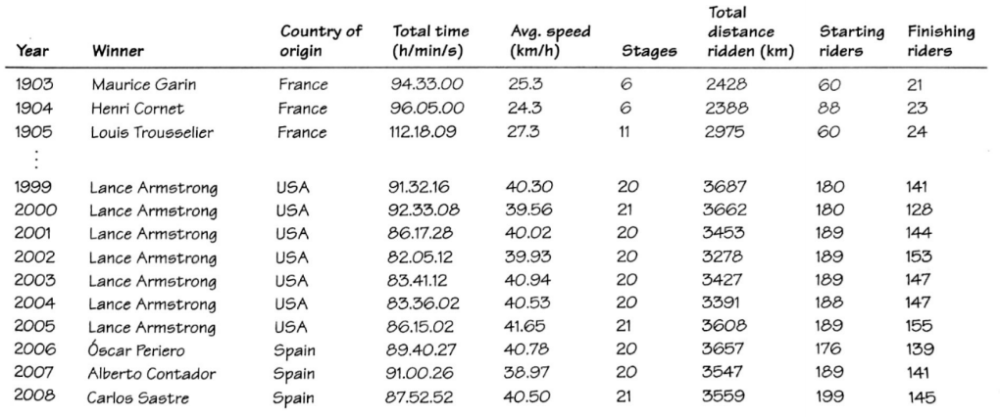 Year Winner Country of origin Total time (h/min/s) Avg. speed (km/h) Stages Total distance ridden (km) Starting riders Finishing riders
1903 Maurice Garin France 94.33.00 25.3 6 2428 60 21
1904 Henri Cornet France 96.05.00 24.3 6 2388 88 23
1905 Louis Trousselier France 112.18.09 27.3 11 2975 60 24
⋮
1999 Lance Armstrong USA 91.32.16 40.30 20 3687 180 141
2000 Lance Armstrong USA 92.33.08 39.56 21 3662 180 128
2001 Lance Armstrong USA 86.17.28 40.02 20 3453 189 144
2002 Lance Armstrong USA 82.05.12 39.93 20 3278 189 153
2003 Lance Armstrong USA 83.41.12 40.94 20 3427 189 147
2004 Lance Armstrong USA 83.36.02 40.53 20 3391 188 147
2005 Lance Armstrong USA 86.15.02 41.65 21 3608 189 155
2006 Óscar Periero Spain 89.40.27 40.78 20 3657 176 139
2007 Alberto Contador Spain 91.00.26 38.97 20 3547 189 141
2008 Carlos Sastre Spain 87.52.52 40.50 21 3559 199 145